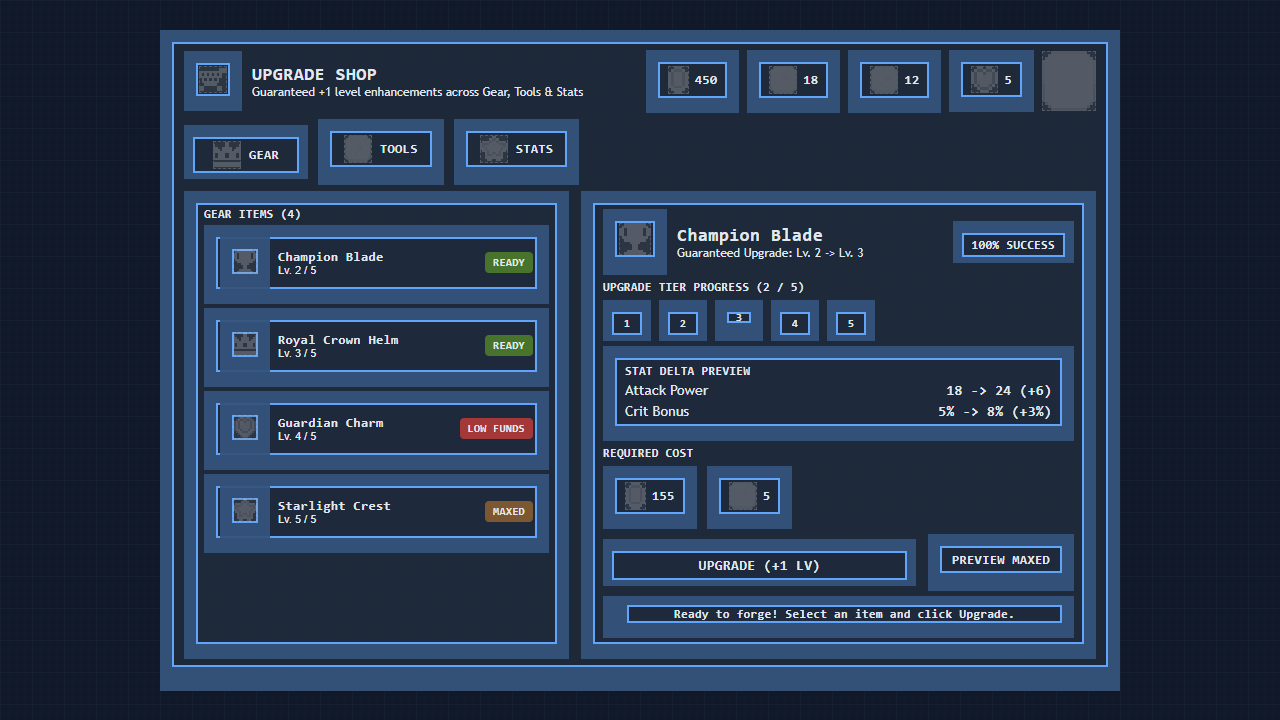 UPGRADE SHOP
Guaranteed +1 level enhancements across Gear, Tools & Stats
450
18
12
5
GEAR
TOOLS
STATS
GEAR ITEMS (4)
Champion Blade
Lv. 2 / 5
READY
Royal Crown Helm
Lv. 3 / 5
READY
Guardian Charm
Lv. 4 / 5
LOW FUNDS
Starlight Crest
Lv. 5 / 5
MAXED
Champion Blade
Guaranteed Upgrade: Lv. 2 -> Lv. 3
100% SUCCESS
UPGRADE TIER PROGRESS (2 / 5)
1
2
3
4
5
STAT DELTA PREVIEW
Attack Power 18 -> 24 (+6)
Crit Bonus 5% -> 8% (+3%)
REQUIRED COST
155
5
UPGRADE (+1 LV)
PREVIEW MAXED
Ready to forge! Select an item and click Upgrade.